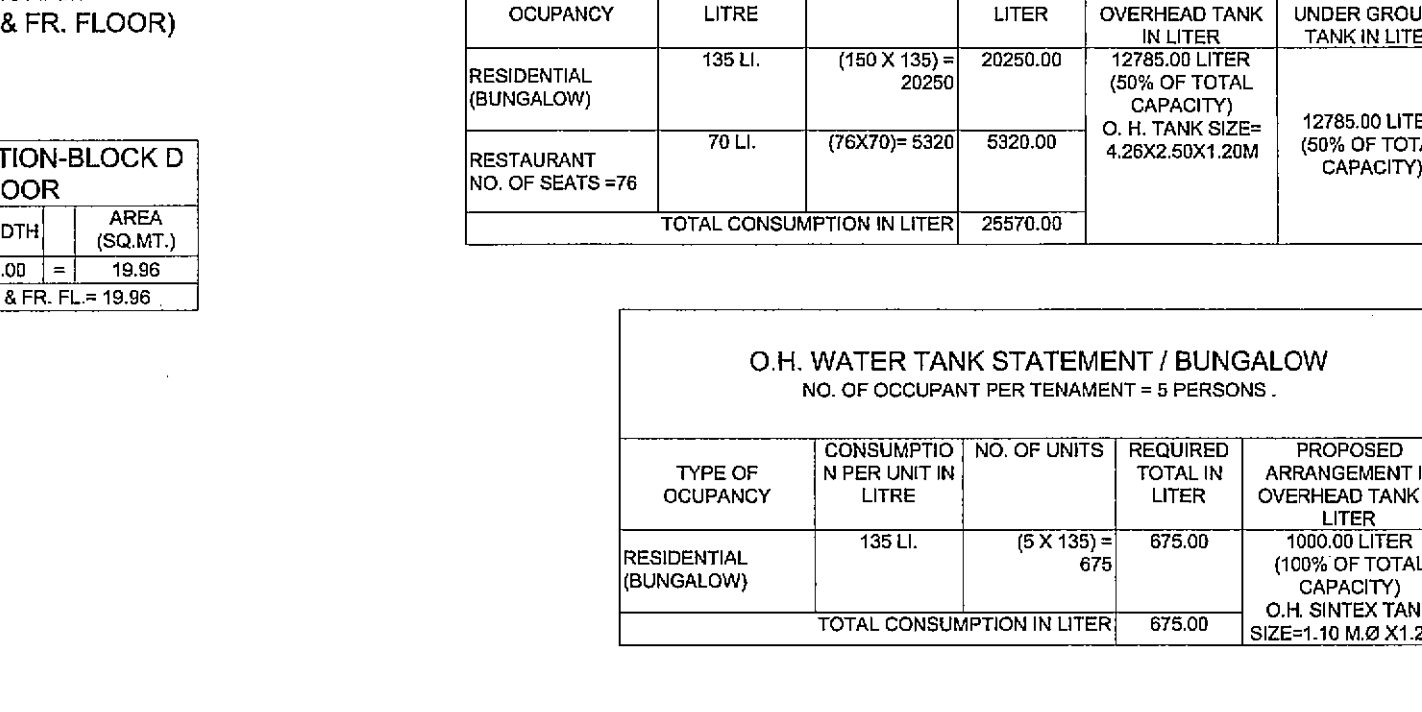 & FR. FLOOR)
OCUPANCY LITRE LITER OVERHEAD TANK UNDER
IN LITER TANK IN
RESIDENTIAL 135 LI. (150 X 135) = 20250.00 12785.00 LITER
(BUNGALOW) 20250 (50% OF TOTAL
CAPACITY)
O. H. TANK SIZE= 12785.00
RESTAURANT 70 LI. (76X70)= 5320 5320.00 4.26X2.50X1.20M (50% OF
NO. OF SEATS =76 CAPACITY)
TOTAL CONSUMPTION IN LITER 25570.00
TION-BLOCK D
OOR
DTH AREA
(SQ.MT.)
.00 = 19.96
& FR. FL.= 19.96
O.H. WATER TANK STATEMENT / BUNGALOW
NO. OF OCCUPANT PER TENAMENT = 5 PERSONS .
TYPE OF CONSUMPTIO NO. OF UNITS REQUIRED PROPOSED
OCUPANCY N PER UNIT IN TOTAL IN ARRANGEMENT
LITRE LITER OVERHEAD TANK
LITER
RESIDENTIAL 135 LI. (5 X 135) = 675.00 1000.00 LITER
(BUNGALOW) 675 (100% OF TOTAL
CAPACITY)
O.H. SINTEX TAN
TOTAL CONSUMPTION IN LITER 675.00 SIZE=1.10 M.Ø X1.2